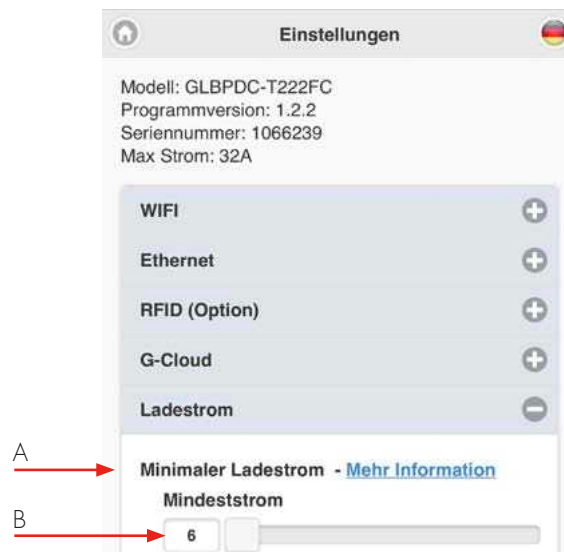 Einstellungen
Modell: GLBPDC-T222FC
Programmversion: 1.2.2
Seriennummer: 1066239
Max Strom: 32A
WIFI
Ethernet
RFID (Option)
G-Cloud
Ladestrom
A
Minimaler Ladestrom - Mehr Information
Mindeststrom
B
6